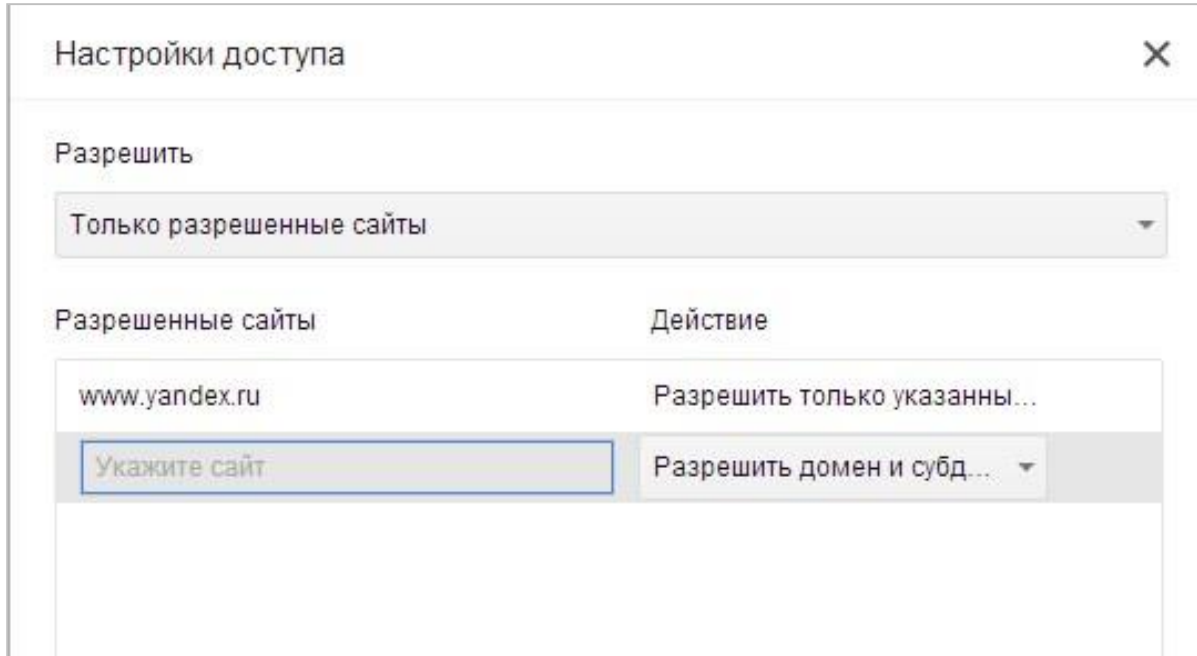 Настройки доступа
Разрешить
Только разрешенные сайты
Разрешенные сайты Действие
www.yandex.ru Разрешить только указанны...
Укажите сайт Разрешить домен и субд...